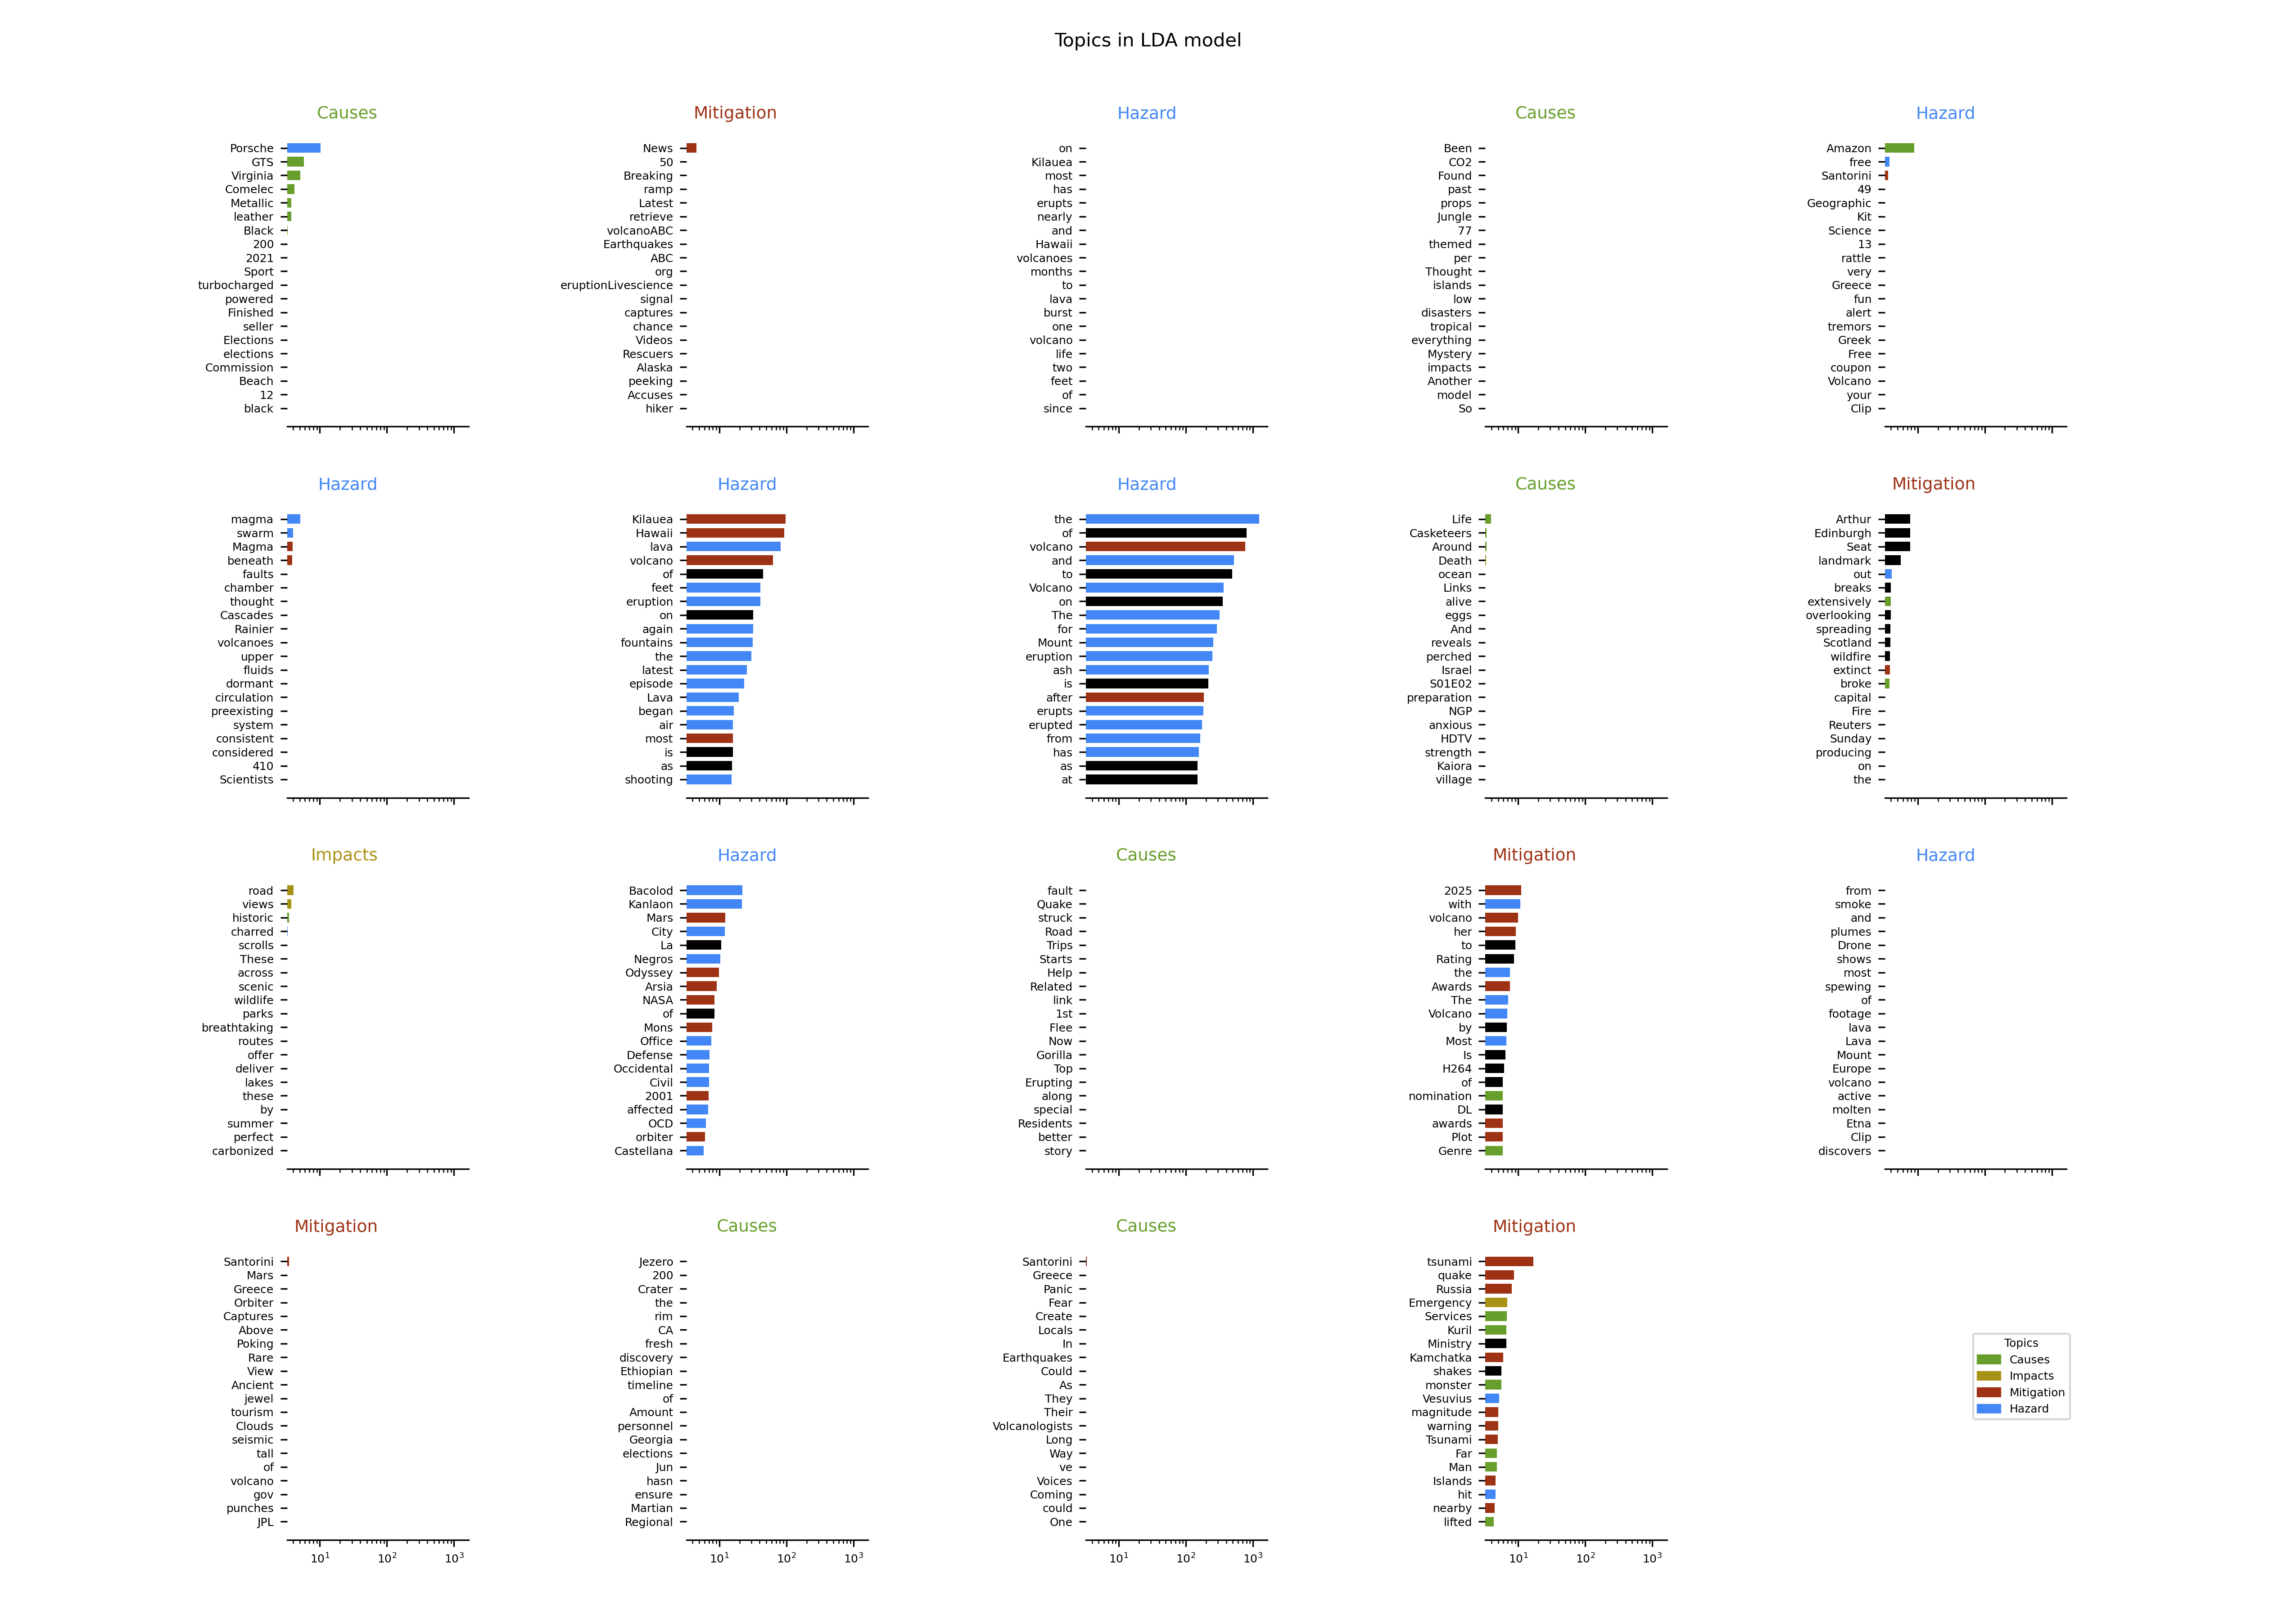 Topics in LDA model
Causes
Porsche
GTS
Virginia
Comelec
Metallic
leather
Black
200
2021
Sport
turbocharged
powered
Finished
seller
Elections
elections
Commission
Beach
12
black
Mitigation
News
50
Breaking
ramp
Latest
retrieve
volcanoABC
Earthquakes
ABC
org
eruptionLivescience
signal
captures
chance
Videos
Rescuers
Alaska
peeking
Accuses
hiker
Hazard
on
Kilauea
most
has
erupts
nearly
and
Hawaii
volcanoes
months
to
lava
burst
one
volcano
life
two
feet
of
since
Causes
Been
CO2
Found
past
props
Jungle
77
themed
per
Thought
islands
low
disasters
tropical
everything
Mystery
impacts
Another
model
So
Hazard
Amazon
free
Santorini
49
Geographic
Kit
Science
13
rattle
very
Greece
fun
alert
tremors
Greek
Free
coupon
Volcano
your
Clip
Hazard
magma
swarm
Magma
beneath
faults
chamber
thought
Cascades
Rainier
volcanoes
upper
fluids
dormant
circulation
preexisting
system
consistent
considered
410
Scientists
Hazard
Kilauea
Hawaii
lava
volcano
of
feet
eruption
on
again
fountains
the
latest
episode
Lava
began
air
most
is
as
shooting
Hazard
the
of
volcano
and
to
Volcano
on
The
for
Mount
eruption
ash
is
after
erupts
erupted
from
has
as
at
Causes
Life
Casketeers
Around
Death
ocean
Links
alive
eggs
And
reveals
perched
Israel
S01E02
preparation
NGP
anxious
HDTV
strength
Kaiora
village
Mitigation
Arthur
Edinburgh
Seat
landmark
out
breaks
extensively
overlooking
spreading
Scotland
wildfire
extinct
broke
capital
Fire
Reuters
Sunday
producing
on
the
Impacts
road
views
historic
charred
scrolls
These
across
scenic
wildlife
parks
breathtaking
routes
offer
deliver
lakes
these
by
summer
perfect
carbonized
Hazard
Bacolod
Kanlaon
Mars
City
La
Negros
Odyssey
Arsia
NASA
of
Mons
Office
Defense
Occidental
Civil
2001
affected
OCD
orbiter
Castellana
Causes
fault
Quake
struck
Road
Trips
Starts
Help
Related
link
1st
Flee
Now
Gorilla
Top
Erupting
along
special
Residents
better
story
Mitigation
2025
with
volcano
her
to
Rating
the
Awards
The
Volcano
by
Most
Is
H264
of
nomination
DL
awards
Plot
Genre
Hazard
from
smoke
and
plumes
Drone
shows
most
spewing
of
footage
lava
Lava
Mount
Europe
volcano
active
molten
Etna
Clip
discovers
Mitigation
Santorini
Mars
Greece
Orbiter
Captures
Above
Poking
Rare
View
Ancient
jewel
tourism
Clouds
seismic
tall
of
volcano
gov
punches
JPL
10¹ 10² 10³
Causes
Jezero
200
Crater
the
rim
CA
fresh
discovery
Ethiopian
timeline
of
Amount
personnel
Georgia
elections
Jun
hasn
ensure
Martian
Regional
10¹ 10² 10³
Causes
Santorini
Greece
Panic
Fear
Create
Locals
In
Earthquakes
Could
As
They
Their
Volcanologists
Long
Way
ve
Voices
Coming
could
One
10¹ 10² 10³
Mitigation
tsunami
quake
Russia
Emergency
Services
Kuril
Ministry
Kamchatka
shakes
monster
Vesuvius
magnitude
warning
Tsunami
Far
Man
Islands
hit
nearby
lifted
10¹ 10² 10³
Topics
Causes
Impacts
Mitigation
Hazard